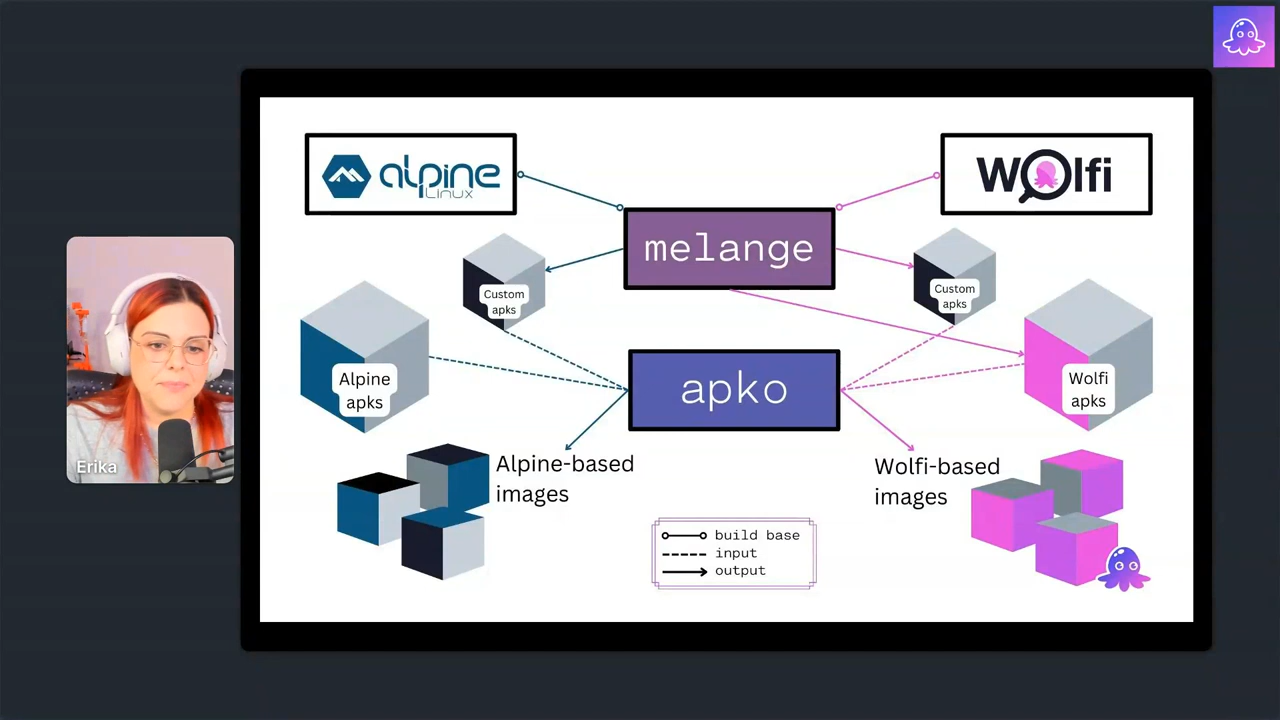 alpine
Linux
Wolfi
melange
Custom
apks
Custom
apks
Alpine
apks
apko
Wolfi
apks
Erika
Alpine-based
images
Wolfi-based
images
build base
input
output